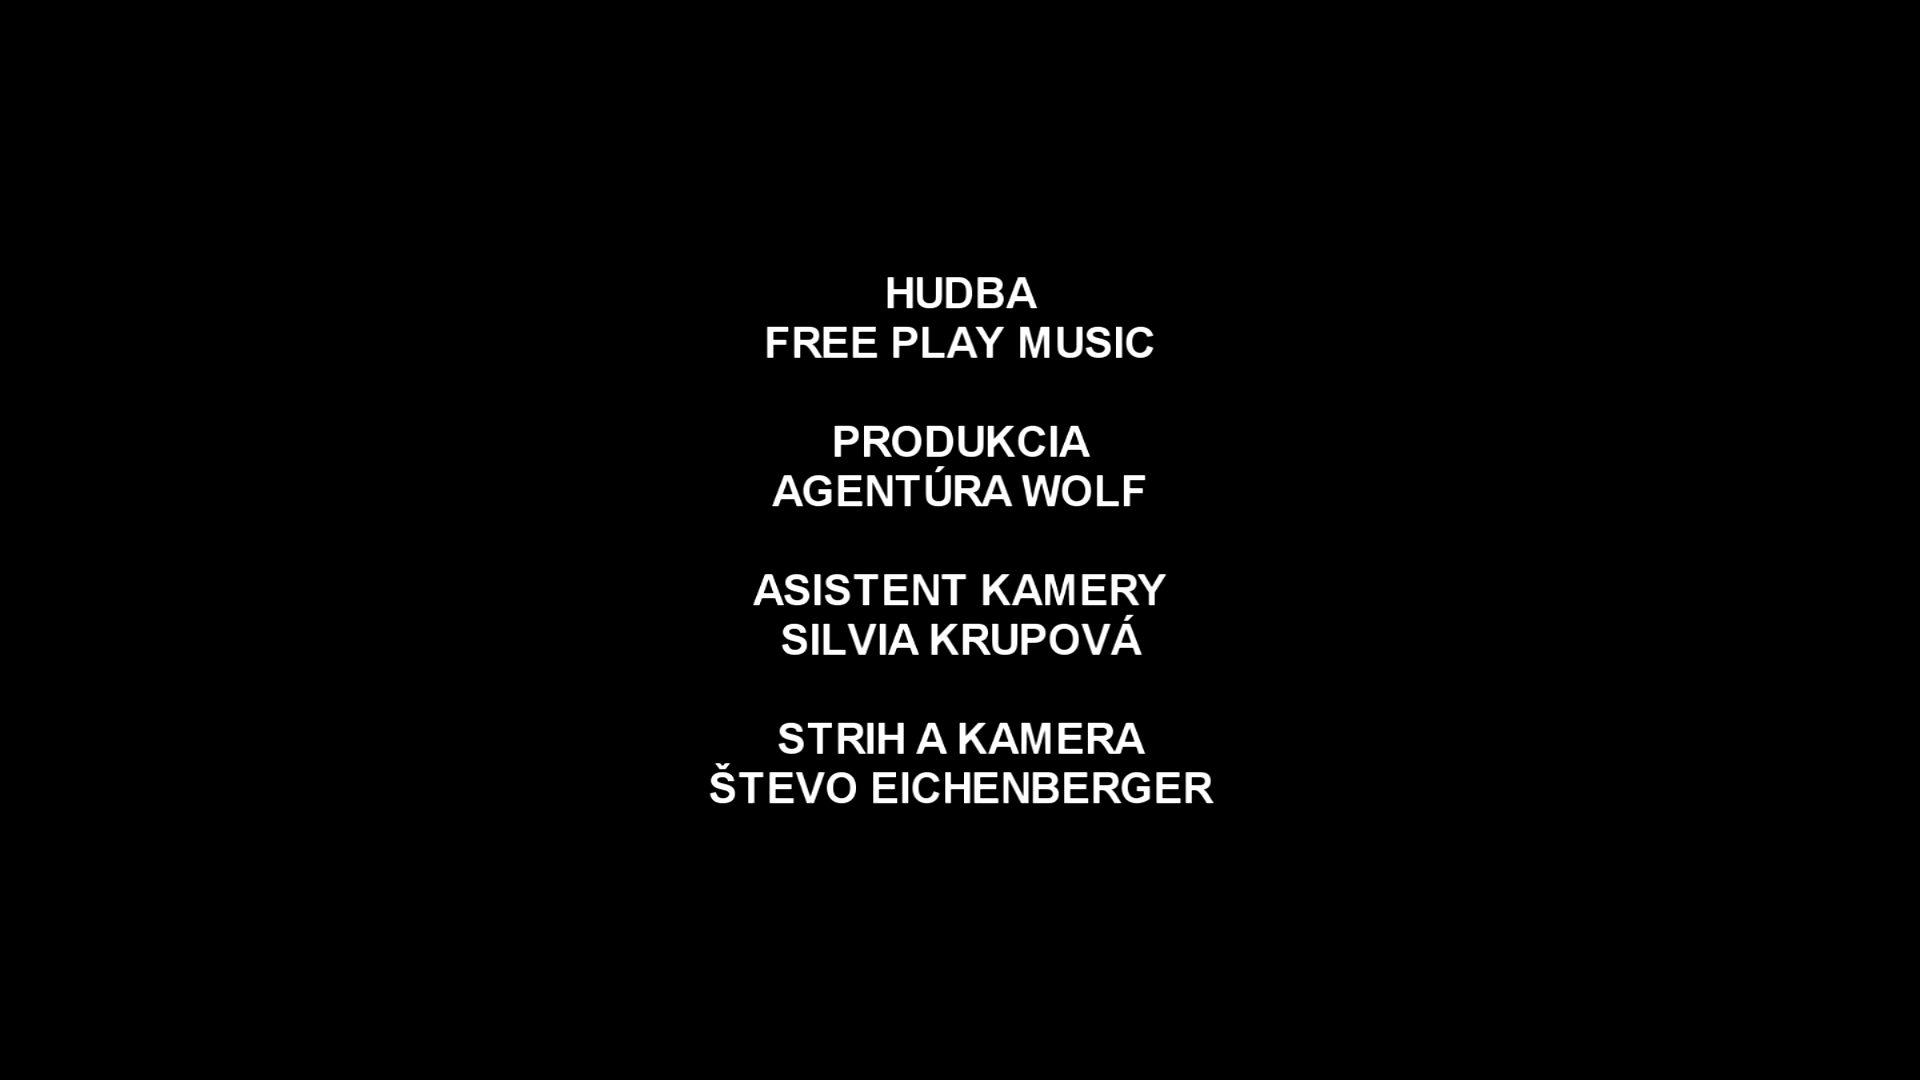 HUDBA
FREE PLAY MUSIC
PRODUKCIA
AGENTÚRA WOLF
ASISTENT KAMERY
SILVIA KRUPOVÁ
STRIH A KAMERA
ŠTEVO EICHENBERGER